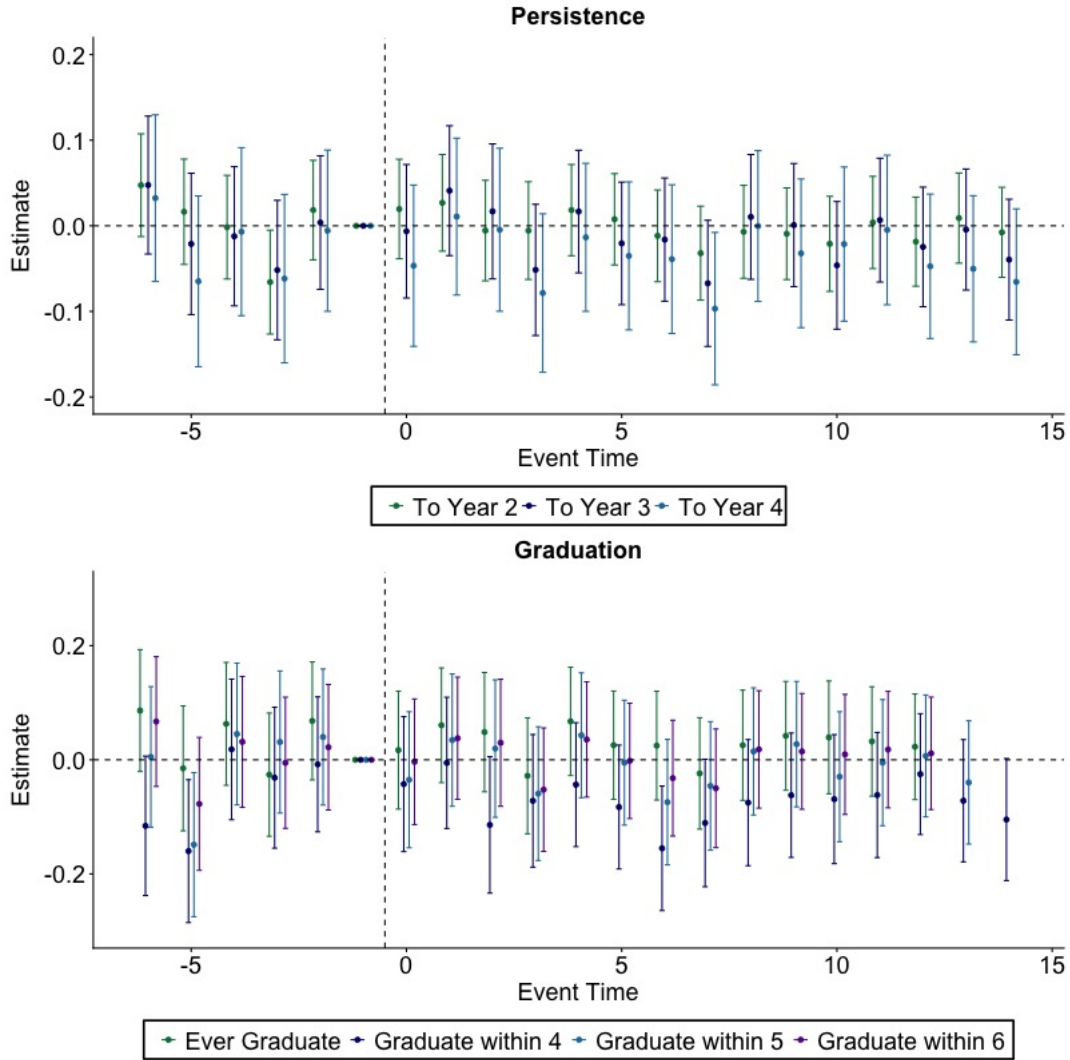 Persistence
0.2
0.1
0.0
-0.1
-0.2
Estimate
-5 0 5 10 15
Event Time
To Year 2 To Year 3 To Year 4
Graduation
0.2
0.0
-0.2
Estimate
-5 0 5 10 15
Event Time
Ever Graduate Graduate within 4 Graduate within 5 Graduate within 6